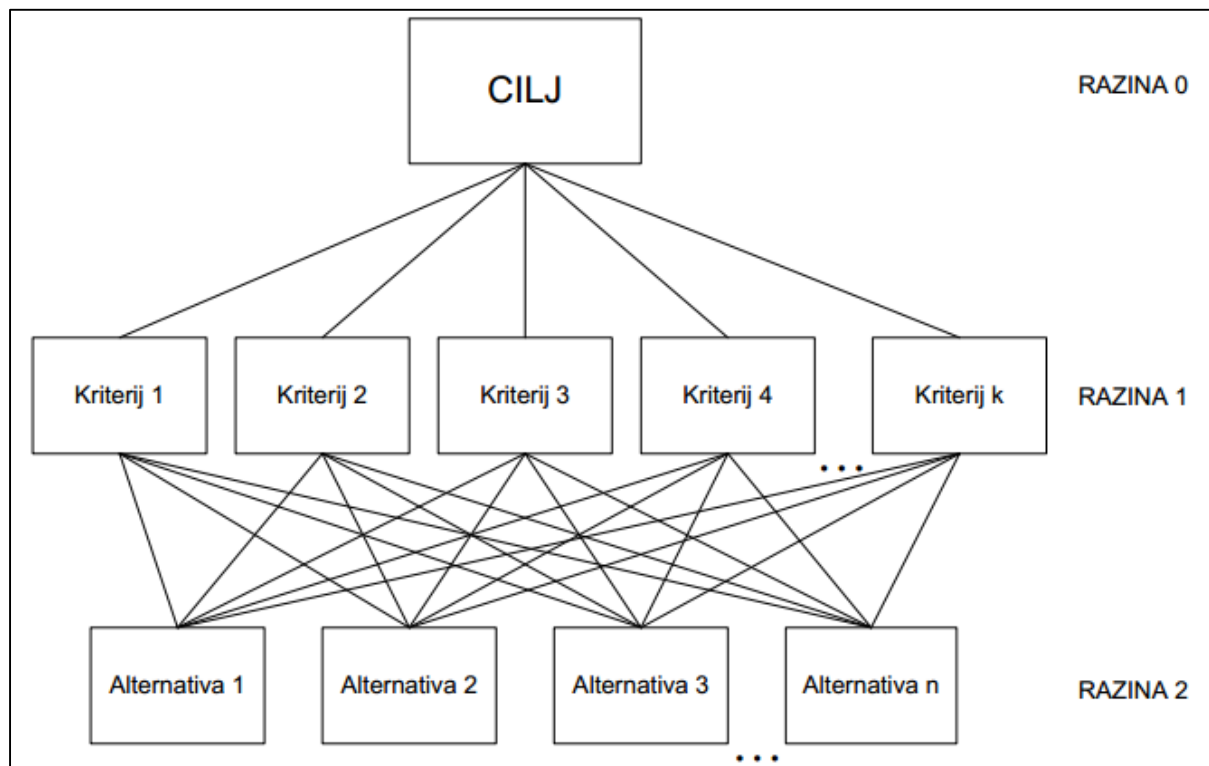 CILJ
RAZINA 0
Kriterij 1
Kriterij 2
Kriterij 3
Kriterij 4
...
Kriterij k
RAZINA 1
Alternativa 1
Alternativa 2
Alternativa 3
...
Alternativa n
RAZINA 2